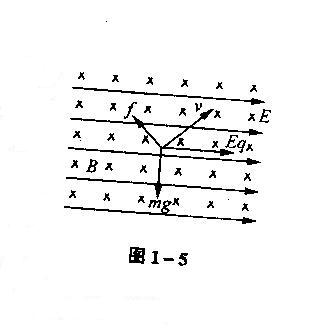 × × × × × ×
f × × × × v × × E
× × × × × Eq ×
× B × × × × ×
× × × mg × × ×
图1-5